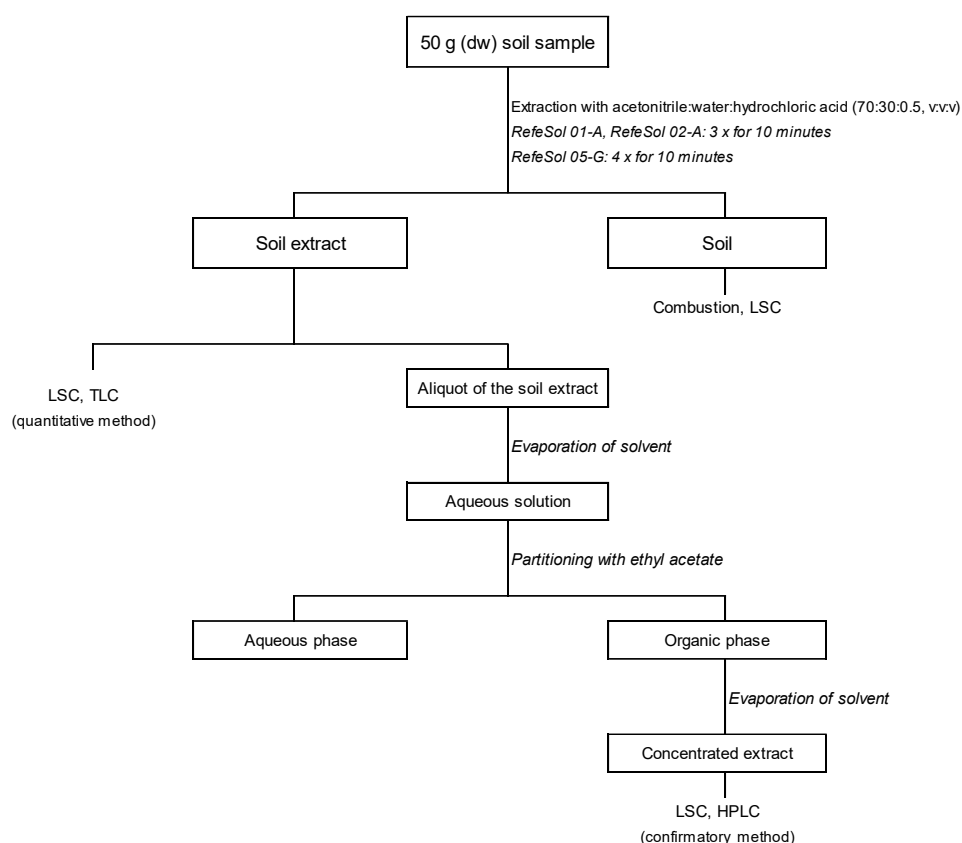 50 g (dw) soil sample
Extraction with acetonitrile:water:hydrochloric acid (70:30:0.5, v:v:v)
RefeSol 01-A, RefeSol 02-A: 3 x for 10 minutes
RefeSol 05-G: 4 x for 10 minutes
Soil extract
Soil
Combustion, LSC
LSC, TLC
(quantitative method)
Aliquot of the soil extract
Evaporation of solvent
Aqueous solution
Partitioning with ethyl acetate
Aqueous phase
Organic phase
Evaporation of solvent
Concentrated extract
LSC, HPLC
(confirmatory method)